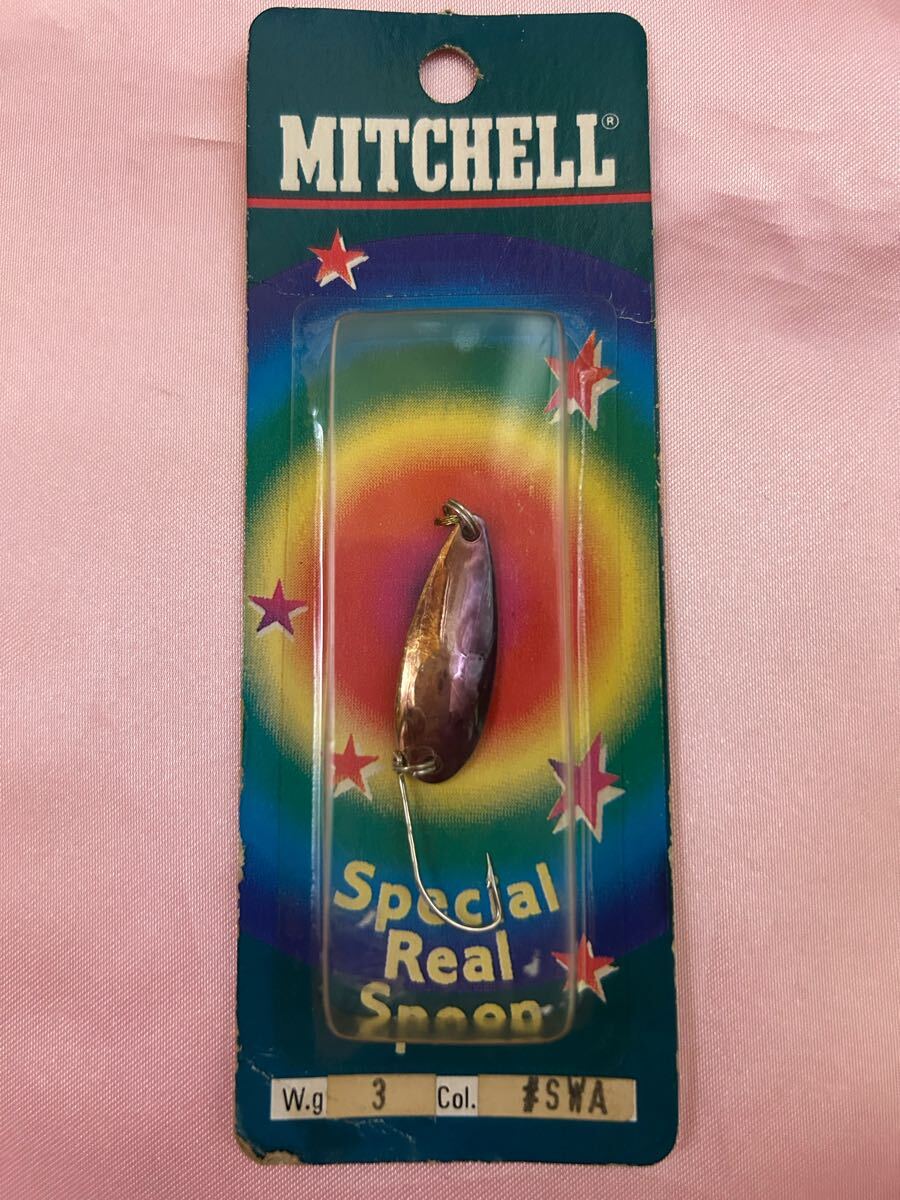 MITCHELL®
Special
Real
Spoon
W.g 3 Col. #SWA